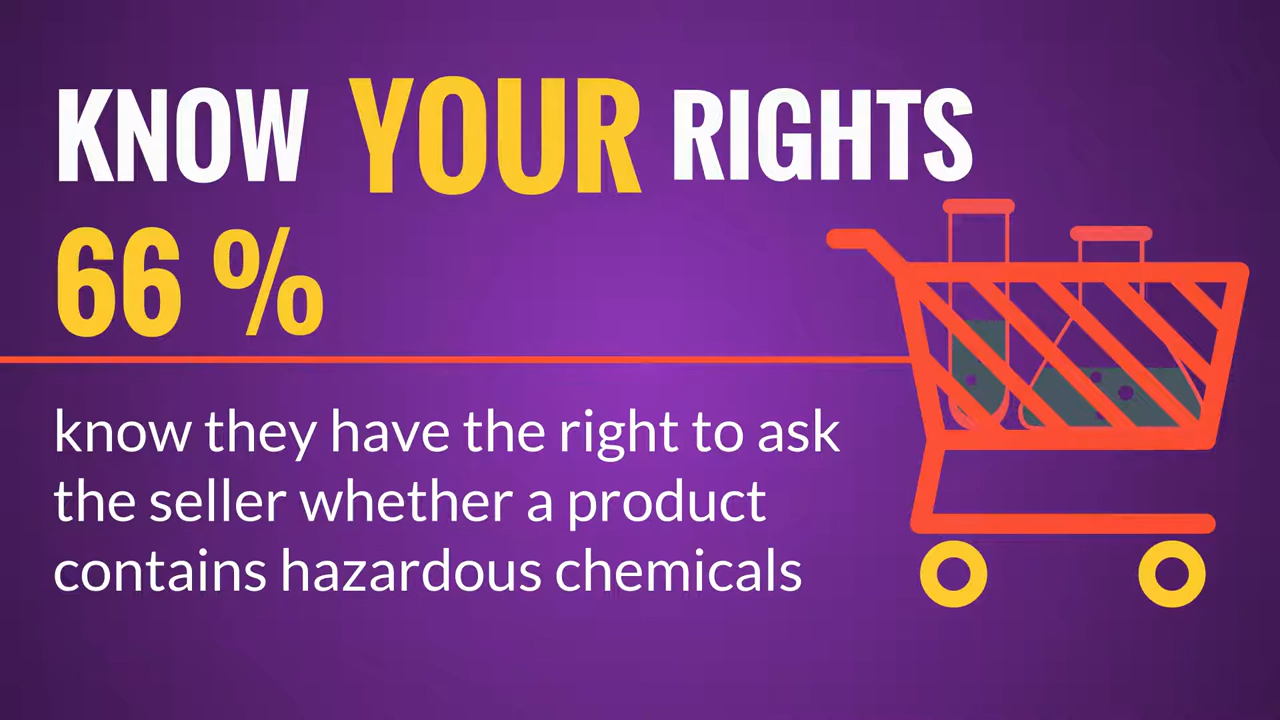 KNOW YOUR RIGHTS
66 %
know they have the right to ask
the seller whether a product
contains hazardous chemicals